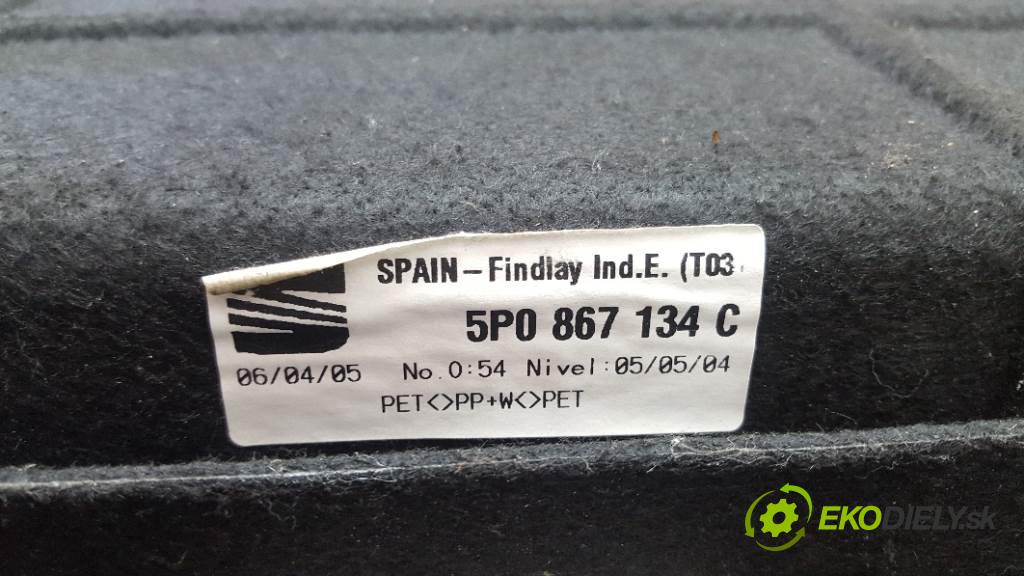 SPAIN - Findlay Ind.E. (T03
5P0 867 134 C
06/04/05 No.0:54 Nivel:05/05/04
PET<>PP+W<>PET
EKODIELY.sk